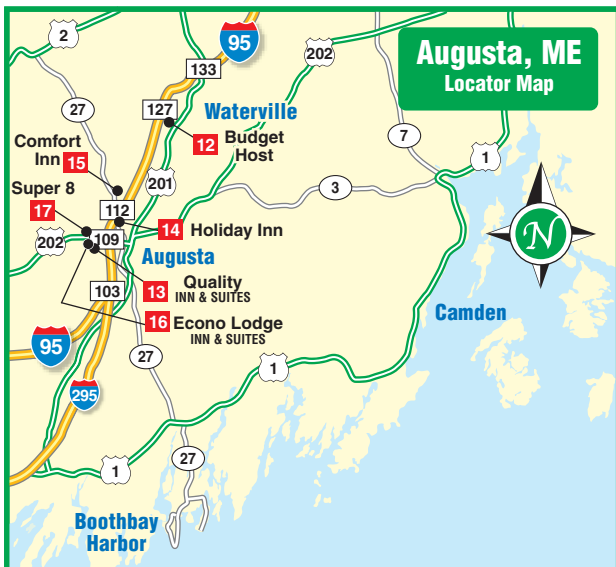 Augusta, ME
Locator Map
2
95
202
133
27
127
Waterville
7
Comfort
Inn 15
12 Budget
Host
1
Super 8
17
201
3
112
14 Holiday Inn
202
109
Augusta
N
13 Quality
INN & SUITES
103
16 Econo Lodge
INN & SUITES
Camden
95
27
1
295
27
1
Boothbay
Harbor